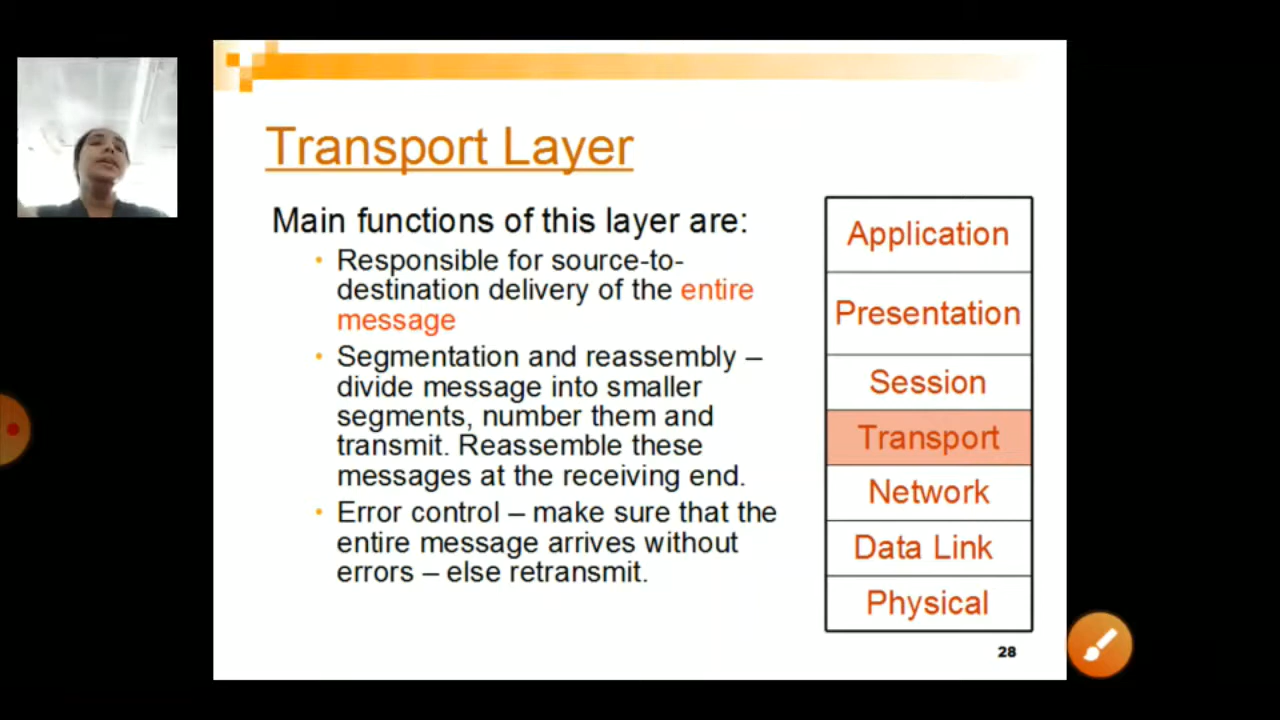 Transport Layer
Main functions of this layer are:
• Responsible for source-to-
destination delivery of the entire
message
• Segmentation and reassembly –
divide message into smaller
segments, number them and
transmit. Reassemble these
messages at the receiving end.
• Error control – make sure that the
entire message arrives without
errors – else retransmit.
Application
Presentation
Session
Transport
Network
Data Link
Physical
28